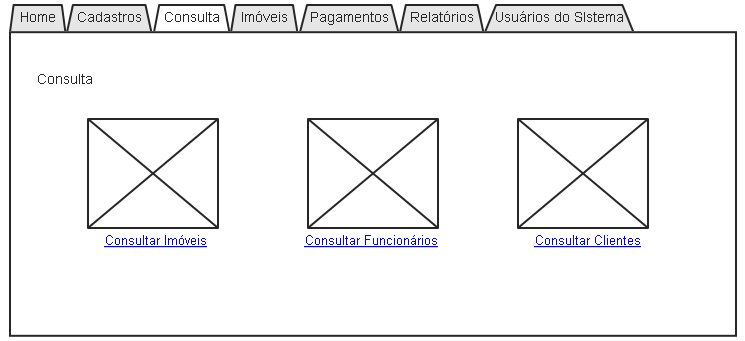 Home Cadastros Consulta Imóveis Pagamentos Relatórios Usuários do SIstema
Consulta
Consultar Imóveis Consultar Funcionários Consultar Clientes